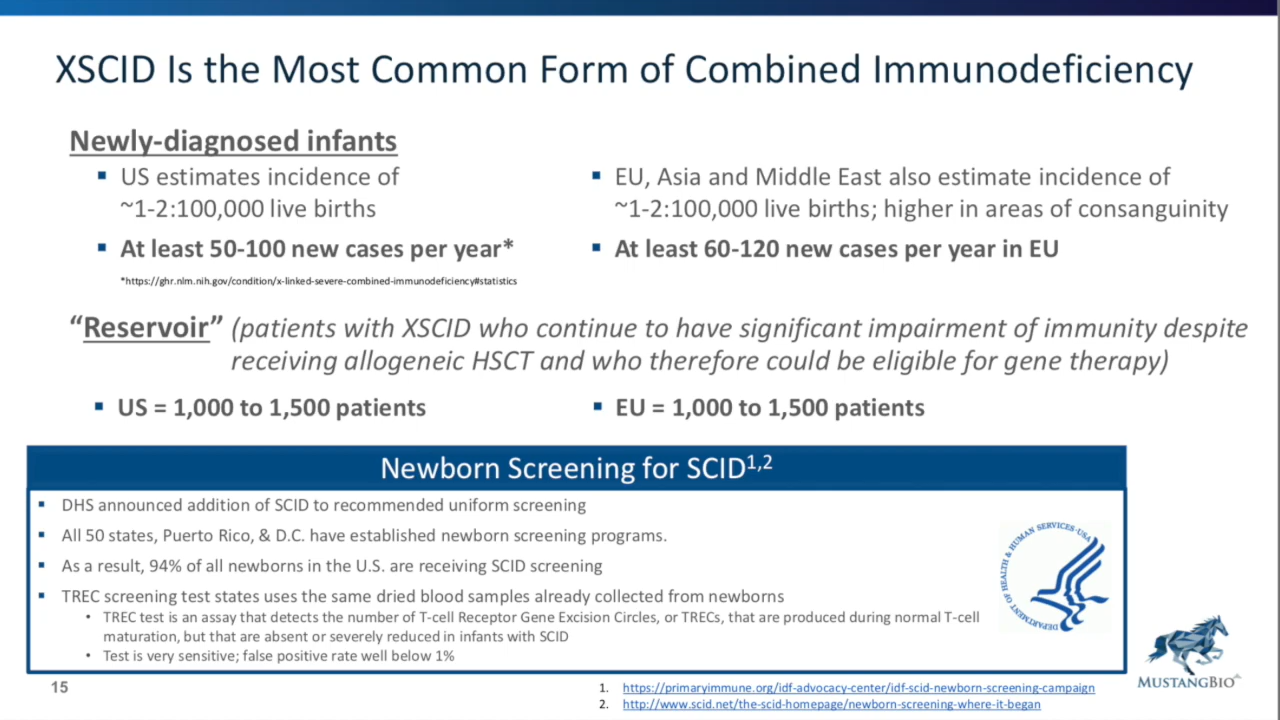 XSCID Is the Most Common Form of Combined Immunodeficiency
Newly-diagnosed infants
▪ US estimates incidence of
~1-2:100,000 live births
▪ At least 50-100 new cases per year*
*https://ghr.nlm.nih.gov/condition/x-linked-severe-combined-immunodeficiency#statistics
▪ EU, Asia and Middle East also estimate incidence of
~1-2:100,000 live births; higher in areas of consanguinity
▪ At least 60-120 new cases per year in EU
“Reservoir” (patients with XSCID who continue to have significant impairment of immunity despite
receiving allogeneic HSCT and who therefore could be eligible for gene therapy)
▪ US = 1,000 to 1,500 patients
▪ EU = 1,000 to 1,500 patients
Newborn Screening for SCID1,2
▪ DHS announced addition of SCID to recommended uniform screening
▪ All 50 states, Puerto Rico, & D.C. have established newborn screening programs.
▪ As a result, 94% of all newborns in the U.S. are receiving SCID screening
▪ TREC screening test states uses the same dried blood samples already collected from newborns
• TREC test is an assay that detects the number of T-cell Receptor Gene Excision Circles, or TRECs, that are produced during normal T-cell
maturation, but that are absent or severely reduced in infants with SCID
• Test is very sensitive; false positive rate well below 1%
DEPARTMENT OF HEALTH & HUMAN SERVICES·USA
MUSTANGBIO
15
1. https://primaryimmune.org/idf-advocacy-center/idf-scid-newborn-screening-campaign
2. http://www.scid.net/the-scid-homepage/newborn-screening-where-it-began